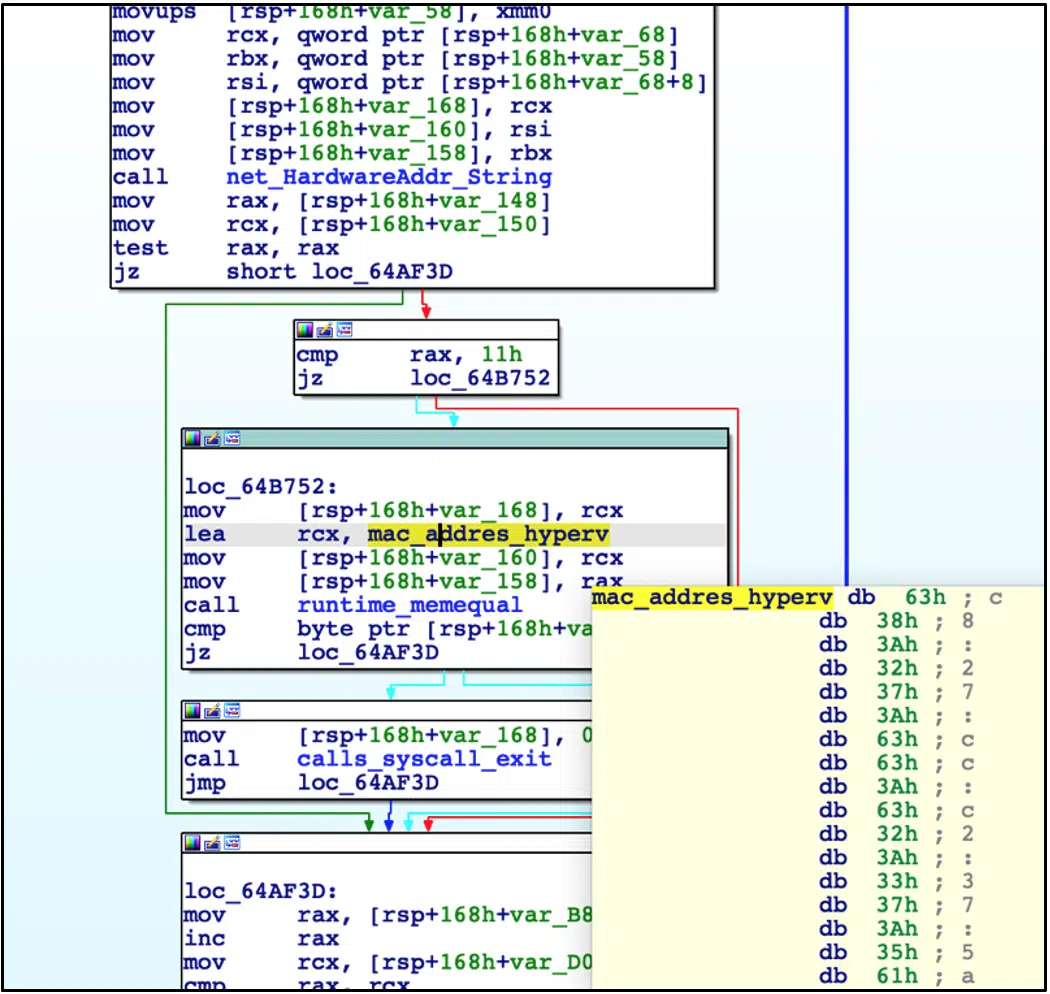 movups [rsp+168h+var_58], xmm0
mov rcx, qword ptr [rsp+168h+var_68]
mov rbx, qword ptr [rsp+168h+var_58]
mov rsi, qword ptr [rsp+168h+var_68+8]
mov [rsp+168h+var_168], rcx
mov [rsp+168h+var_160], rsi
mov [rsp+168h+var_158], rbx
call net_HardwareAddr_String
mov rax, [rsp+168h+var_148]
mov rcx, [rsp+168h+var_150]
test rax, rax
jz short loc_64AF3D
cmp rax, 11h
jz loc_64B752
loc_64B752:
mov [rsp+168h+var_168], rcx
lea rcx, mac_addres_hyperv
mov [rsp+168h+var_160], rcx
mov [rsp+168h+var_158], rax
call runtime_memequal
cmp byte ptr [rsp+168h+va
jz loc_64AF3D
mov [rsp+168h+var_168], 0
call calls_syscall_exit
jmp loc_64AF3D
loc_64AF3D:
mov rax, [rsp+168h+var_B8
inc rax
mov rcx, [rsp+168h+var_D0
cmp rax, rcx
mac_addres_hyperv db 63h ; c
db 38h ; 8
db 3Ah ; :
db 32h ; 2
db 37h ; 7
db 3Ah ; :
db 63h ; c
db 63h ; c
db 3Ah ; :
db 63h ; c
db 32h ; 2
db 3Ah ; :
db 33h ; 3
db 37h ; 7
db 3Ah ; :
db 35h ; 5
db 61h ; a